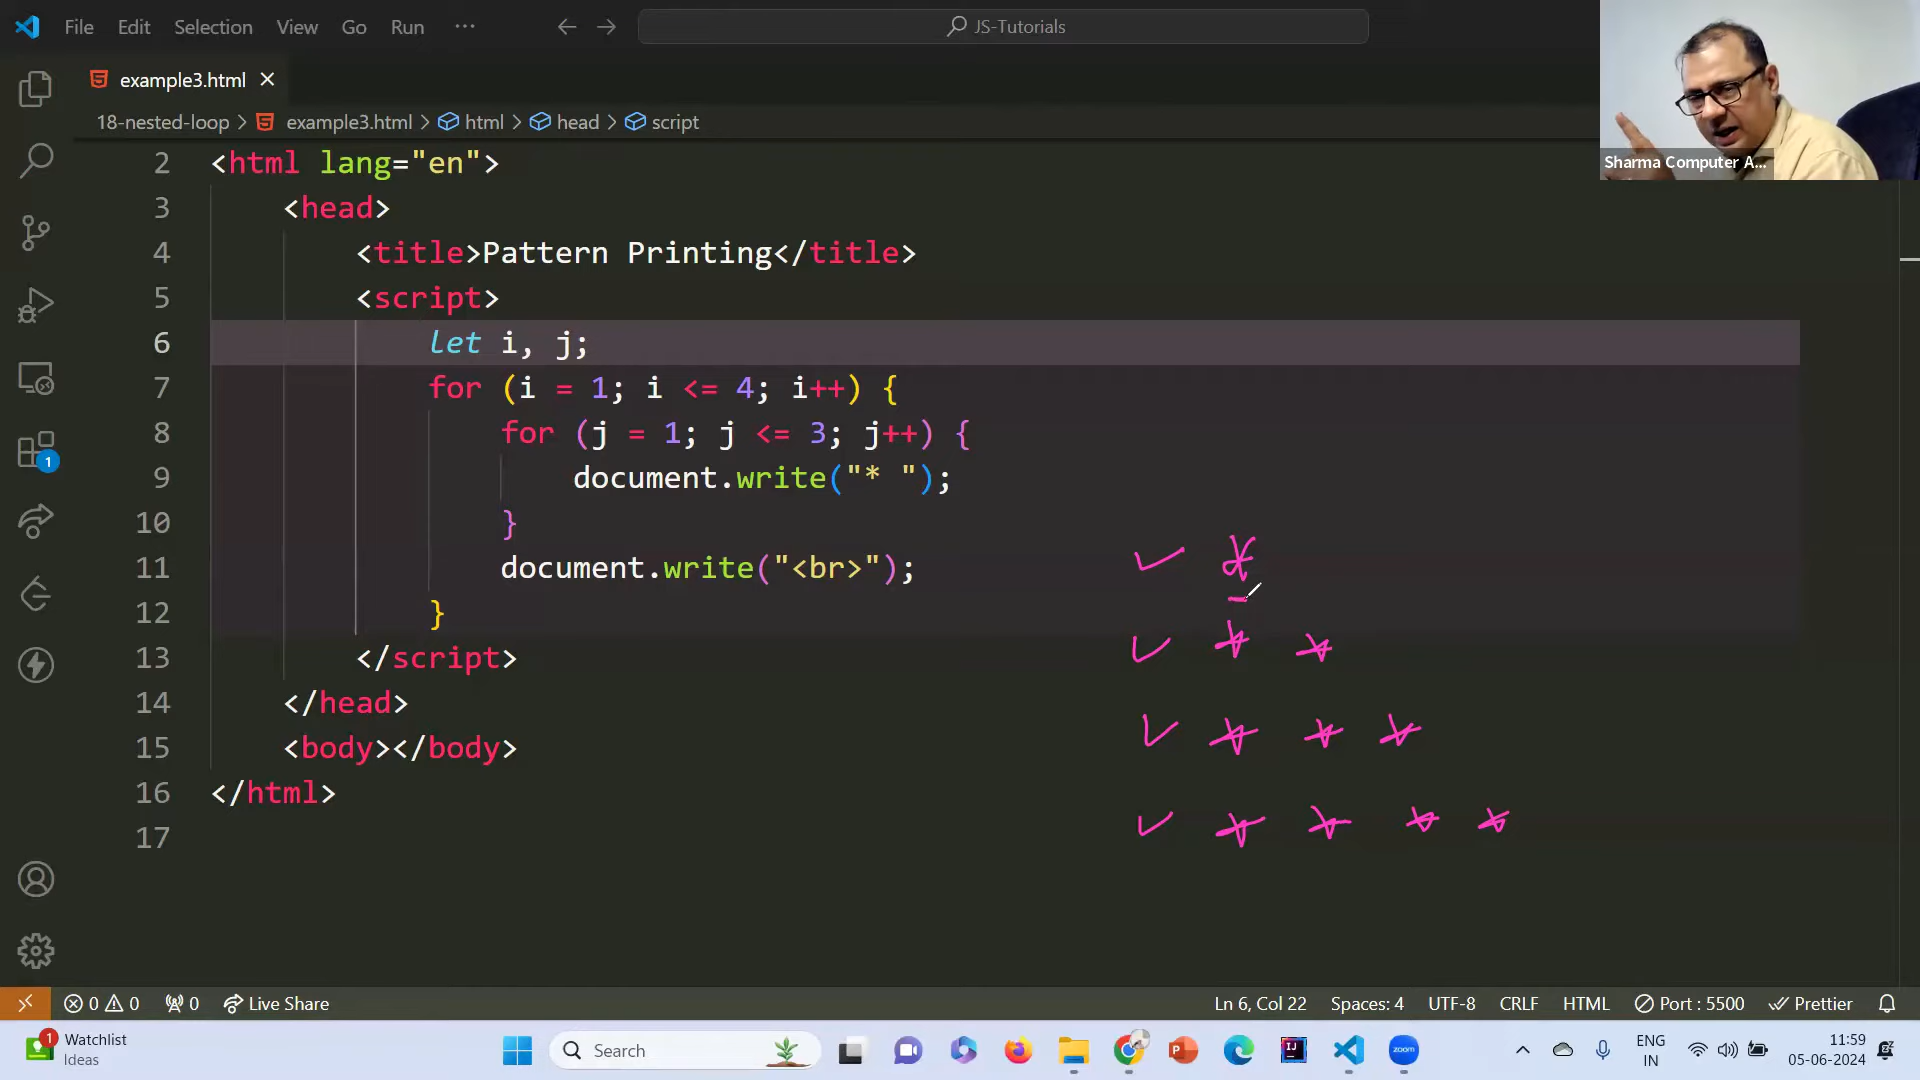 File Edit Selection View Go Run ··· JS-Tutorials
example3.html
18-nested-loop > example3.html > html > head > script
Sharma Computer A...
2 <html lang="en">
3 <head>
4 <title>Pattern Printing</title>
5 <script>
6 let i, j;
7 for (i = 1; i <= 4; i++) {
8 for (j = 1; j <= 3; j++) {
9 document.write("* ");
10 }
11 document.write("<br>");
12 }
13 </script>
14 </head>
15 <body></body>
16 </html>
17
1
*
* *
* * *
* * * *
0 0 0 Live Share Ln 6, Col 22 Spaces: 4 UTF-8 CRLF HTML Port : 5500 Prettier
1 Watchlist
Ideas
Search
zoom
ENG
IN
11:59
05-06-2024